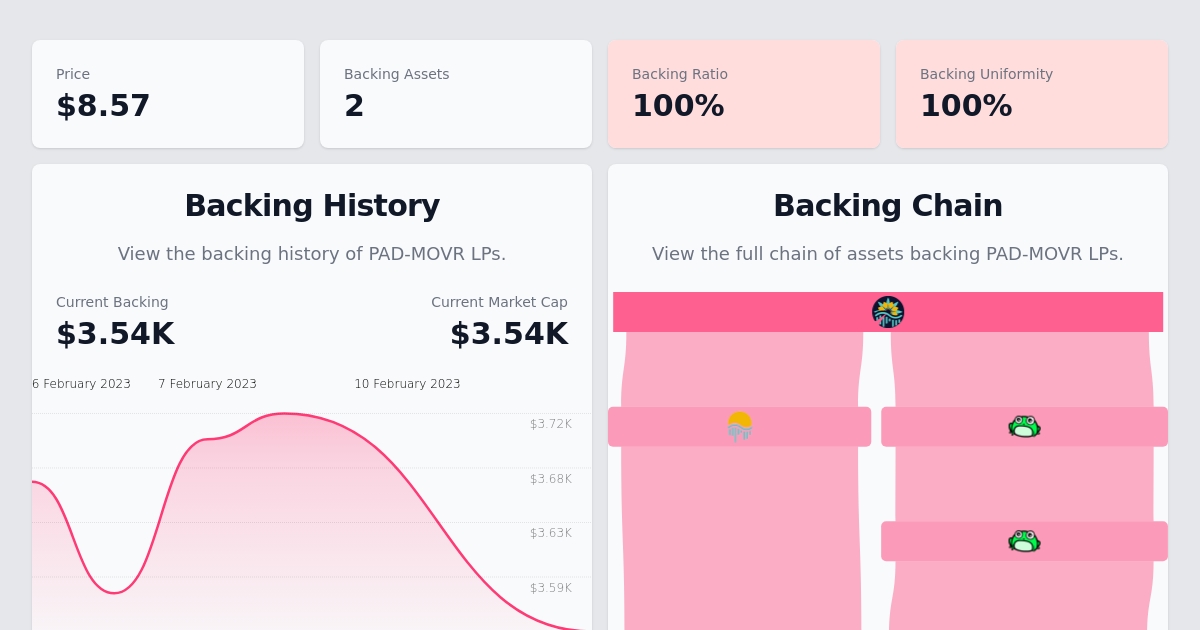 Price
$8.57
Backing Assets
2
Backing Ratio
100%
Backing Uniformity
100%
Backing History
View the backing history of PAD-MOVR LPs.
Current Backing
$3.54K
Current Market Cap
$3.54K
6 February 2023
7 February 2023
10 February 2023
$3.72K
$3.68K
$3.63K
$3.59K
Backing Chain
View the full chain of assets backing PAD-MOVR LPs.